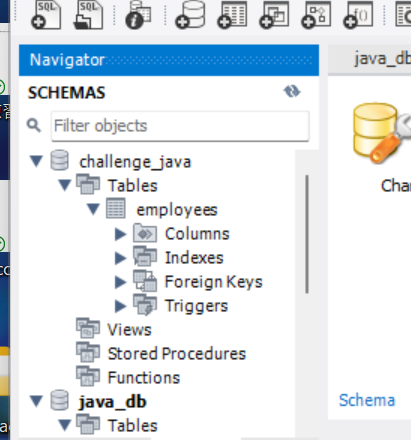 SQL
SQL
f()
Navigator
java_db
SCHEMAS
Filter objects
challenge_java
Tables
employees
Columns
Indexes
Foreign Keys
Triggers
Views
Stored Procedures
Functions
java_db
Tables
Schema